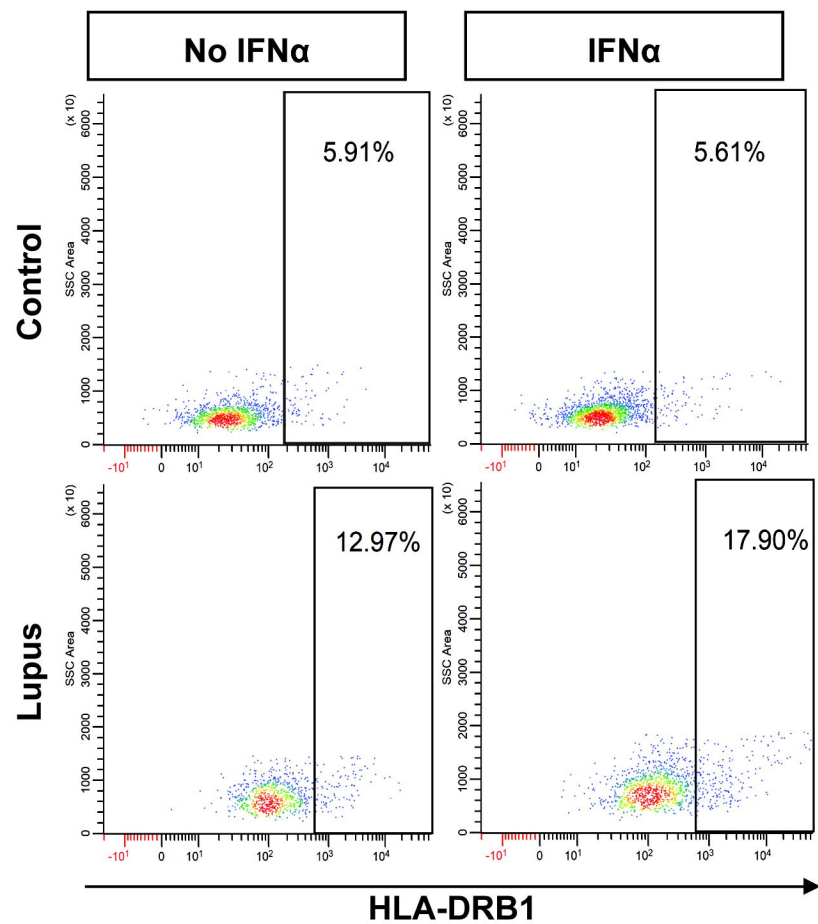 No IFNα
IFNα
Control
(x 10)
SSC Area
6000
5000
4000
3000
2000
1000
0
5.91%
-10¹ 0 10¹ 10² 10³ 10⁴
(x 10)
SSC Area
6000
5000
4000
3000
2000
1000
0
5.61%
-10¹ 0 10¹ 10² 10³ 10⁴
Lupus
(x 10)
SSC Area
6000
5000
4000
3000
2000
1000
0
12.97%
-10¹ 0 10¹ 10² 10³ 10⁴
(x 10)
SSC Area
6000
5000
4000
3000
2000
1000
0
17.90%
-10¹ 0 10¹ 10² 10³ 10⁴
HLA-DRB1